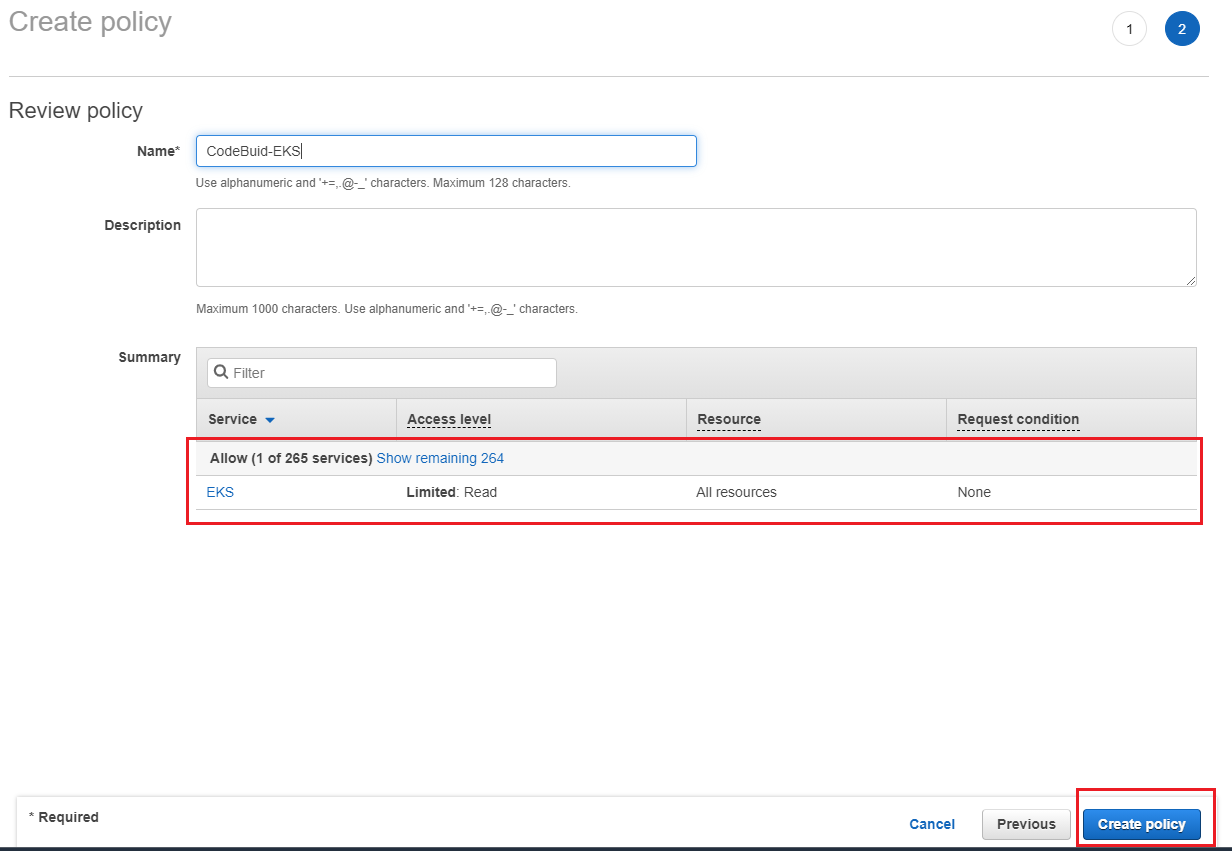 Create policy
1 2
Review policy
Name* CodeBuid-EKS
Use alphanumeric and '+=,.@-_' characters. Maximum 128 characters.
Description
Maximum 1000 characters. Use alphanumeric and '+=,.@-_' characters.
Summary Filter
Service Access level Resource Request condition
Allow (1 of 265 services) Show remaining 264
EKS Limited: Read All resources None
* Required Cancel Previous Create policy